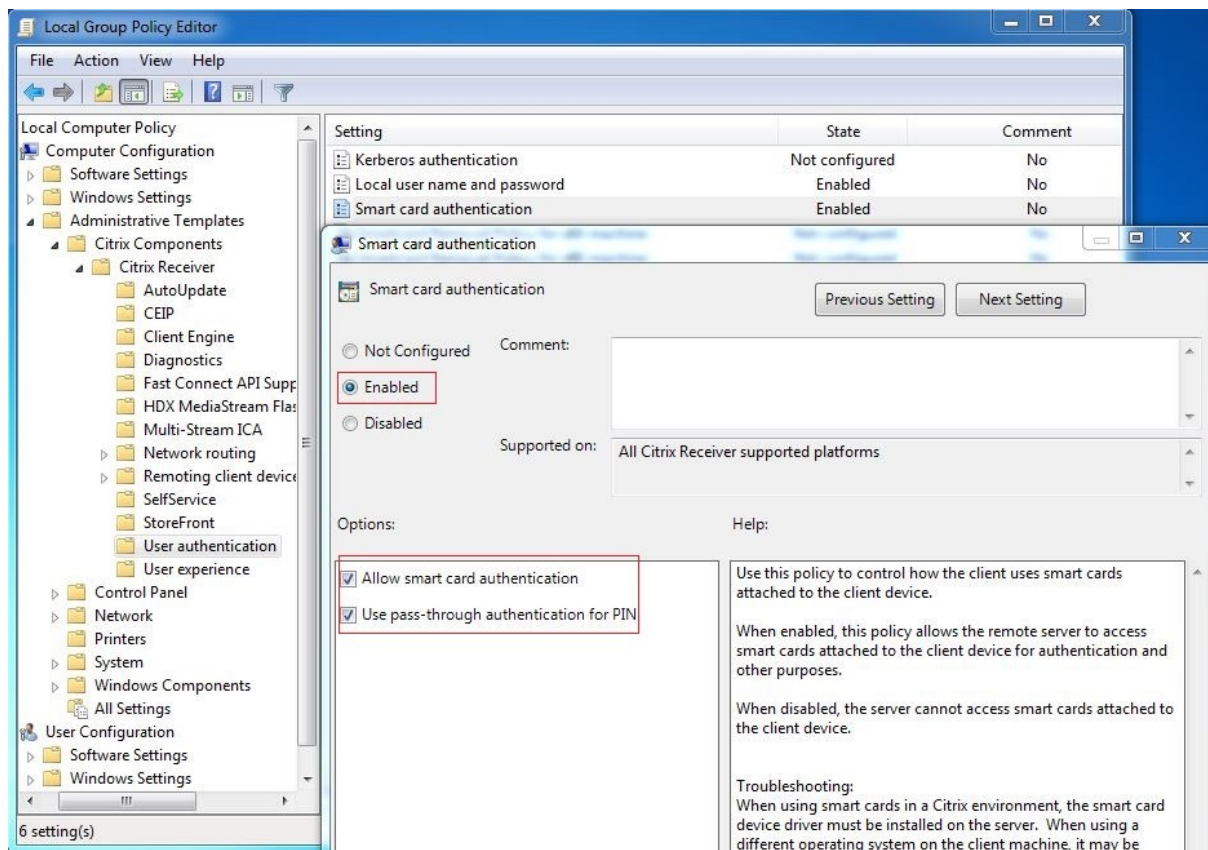 Local Group Policy Editor
File Action View Help
Local Computer Policy
Computer Configuration
Software Settings
Windows Settings
Administrative Templates
Citrix Components
Citrix Receiver
AutoUpdate
CEIP
Client Engine
Diagnostics
Fast Connect API Supp
HDX MediaStream Flas
Multi-Stream ICA
Network routing
Remoting client device
SelfService
StoreFront
User authentication
User experience
Control Panel
Network
Printers
System
Windows Components
All Settings
User Configuration
Software Settings
Windows Settings
6 setting(s)
Setting State Comment
Kerberos authentication Not configured No
Local user name and password Enabled No
Smart card authentication Enabled No
Smart card authentication
Smart card authentication
Previous Setting Next Setting
Not Configured
Enabled
Disabled
Comment:
Supported on: All Citrix Receiver supported platforms
Options:
Allow smart card authentication
Use pass-through authentication for PIN
Help:
Use this policy to control how the client uses smart cards
attached to the client device.
When enabled, this policy allows the remote server to access
smart cards attached to the client device for authentication and
other purposes.
When disabled, the server cannot access smart cards attached to
the client device.
Troubleshooting:
When using smart cards in a Citrix environment, the smart card
device driver must be installed on the server. When using a
different operating system on the client machine, it may be